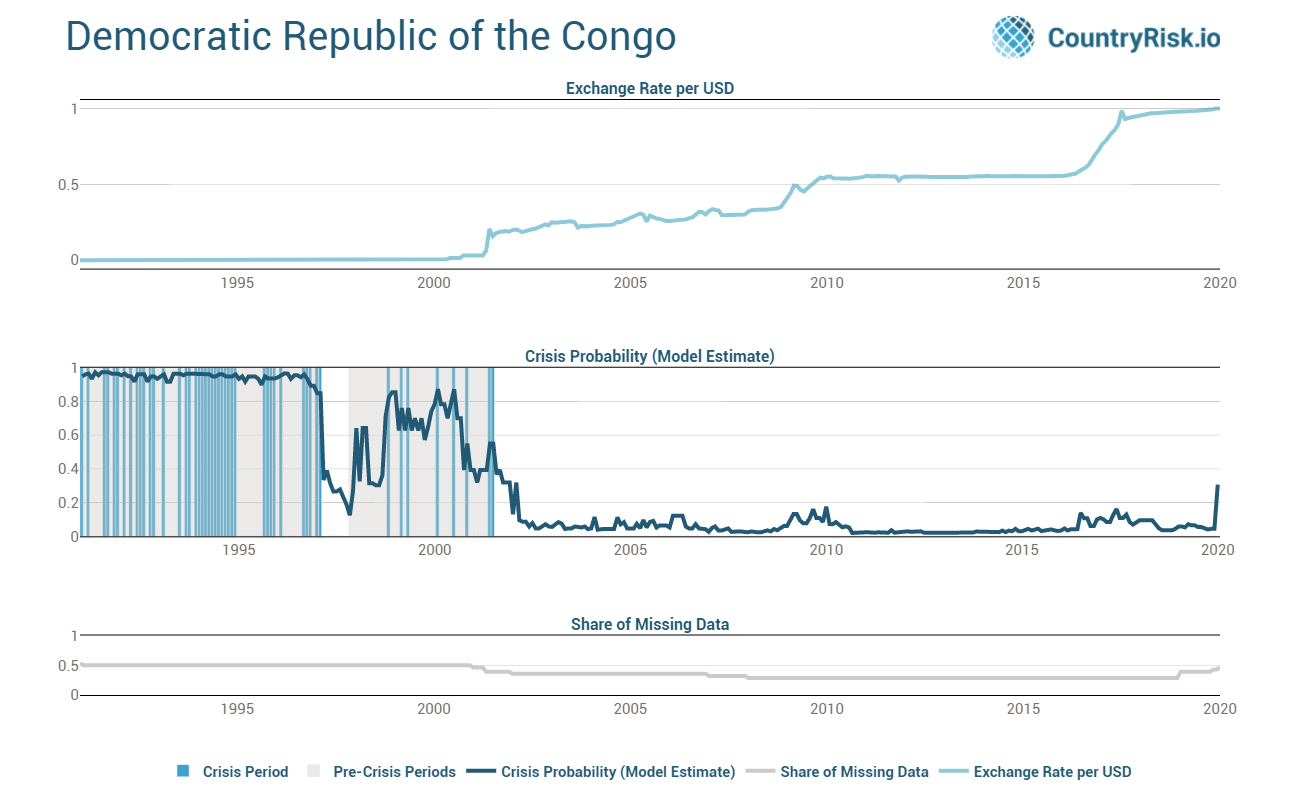 Democratic Republic of the Congo
CountryRisk.io
Exchange Rate per USD
1
0.5
0
1995 2000 2005 2010 2015 2020
Crisis Probability (Model Estimate)
1
0.8
0.6
0.4
0.2
0
1995 2000 2005 2010 2015 2020
Share of Missing Data
1
0.5
0
1995 2000 2005 2010 2015 2020
Crisis Period Pre-Crisis Periods Crisis Probability (Model Estimate) Share of Missing Data Exchange Rate per USD